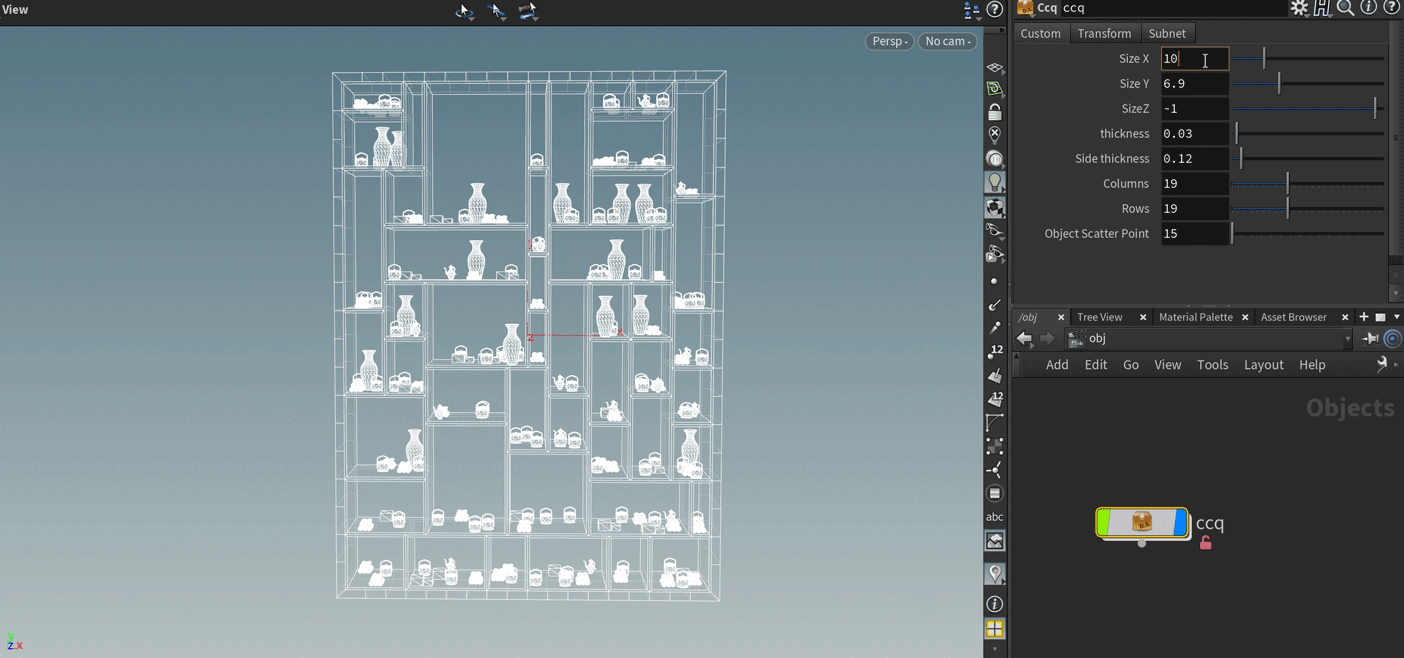 View
Persp -
No cam -
Ccq ccq
Custom Transform Subnet
Size X 10
Size Y 6.9
SizeZ -1
thickness 0.03
Side thickness 0.12
Columns 19
Rows 19
Object Scatter Point 15
/obj Tree View Material Palette Asset Browser
obj
Add Edit Go View Tools Layout Help
Objects
ccq
12
12
abc
y
z x